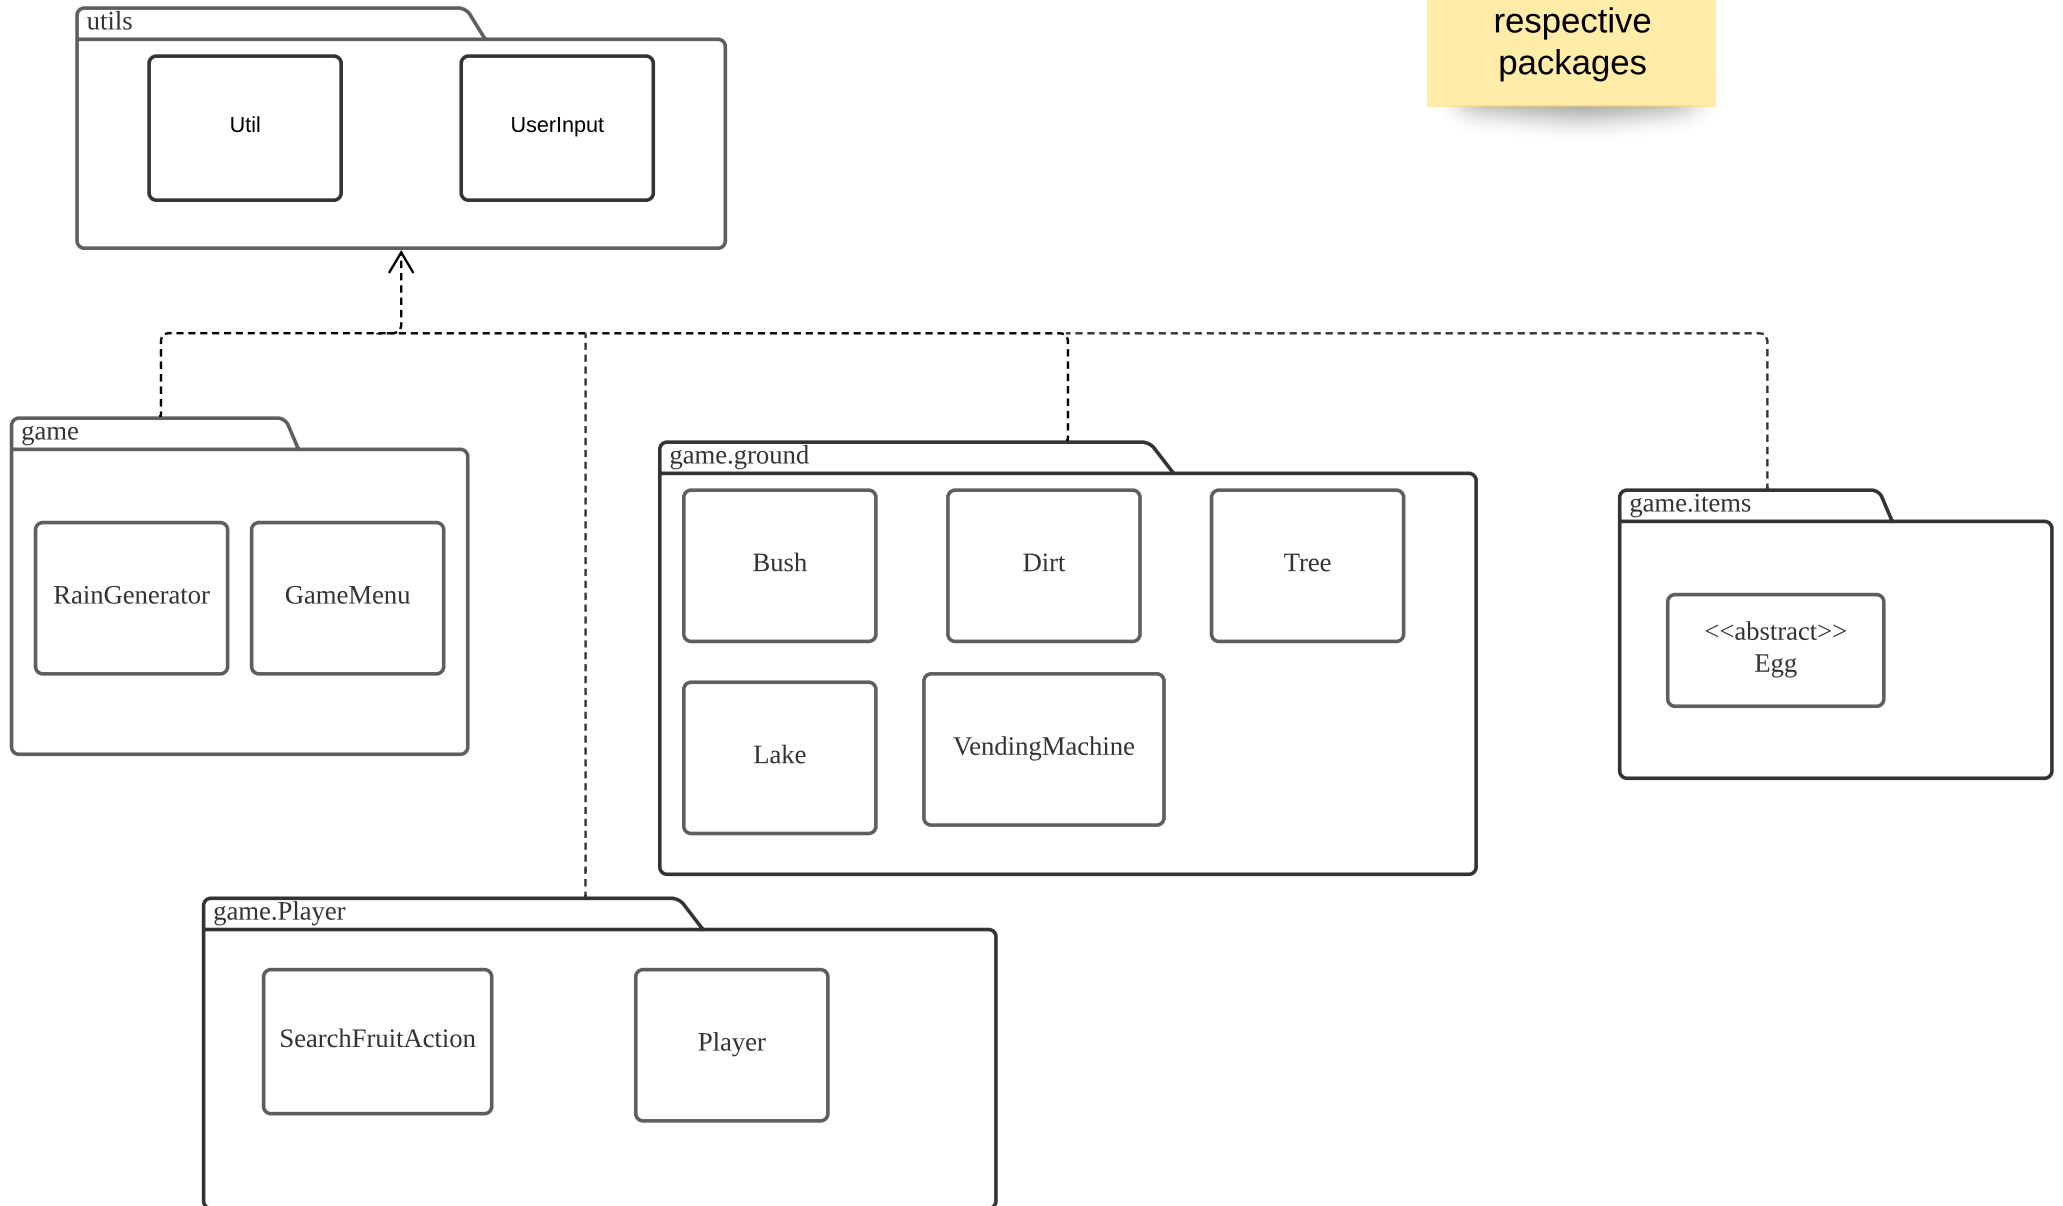 utils
respective
packages
Util
UserInput
game
RainGenerator
GameMenu
game.ground
Bush
Dirt
Tree
Lake
VendingMachine
game.items
<<abstract>>
Egg
game.Player
SearchFruitAction
Player